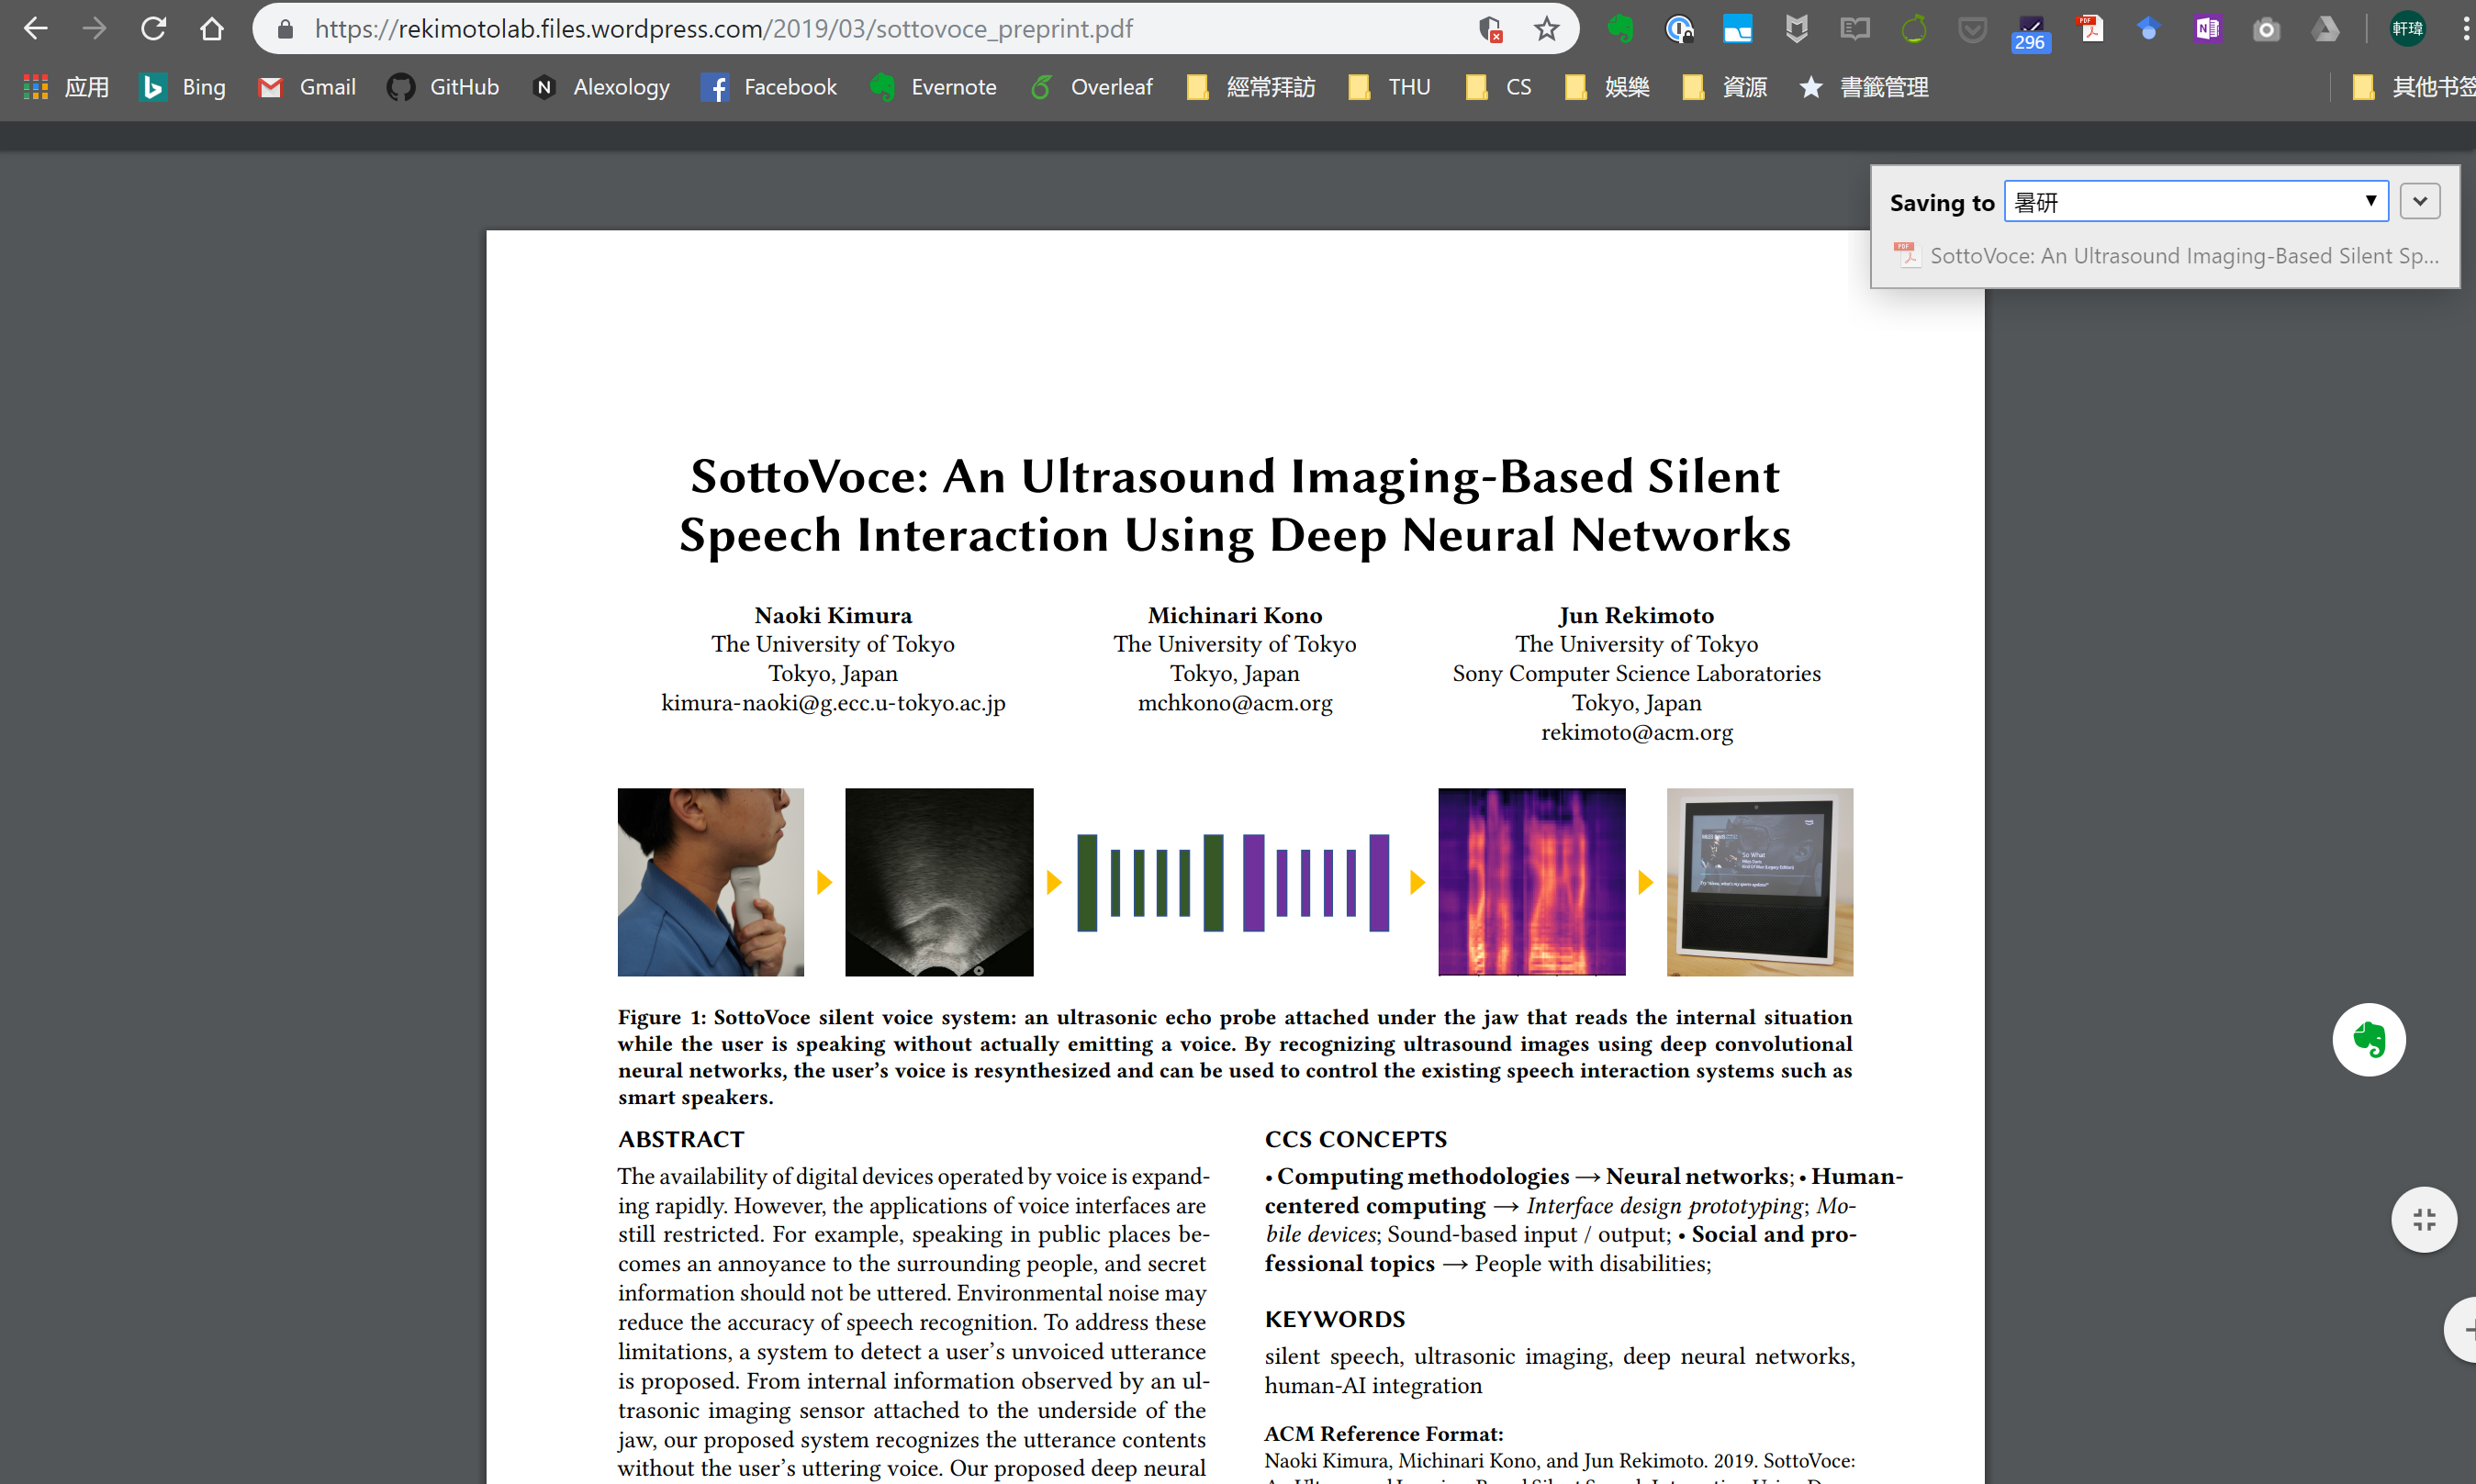 https://rekimotolab.files.wordpress.com/2019/03/sottovoce_preprint.pdf
296
軒瑋
应用 Bing Gmail GitHub Alexology Facebook Evernote Overleaf 經常拜訪 THU CS 娛樂 資源 書籤管理 其他书签
Saving to 暑研
SottoVoce: An Ultrasound Imaging-Based Silent Sp...
SottoVoce: An Ultrasound Imaging-Based Silent
Speech Interaction Using Deep Neural Networks
Naoki Kimura
The University of Tokyo
Tokyo, Japan
kimura-naoki@g.ecc.u-tokyo.ac.jp
Michinari Kono
The University of Tokyo
Tokyo, Japan
mchkono@acm.org
Jun Rekimoto
The University of Tokyo
Sony Computer Science Laboratories
Tokyo, Japan
rekimoto@acm.org
So What
Figure 1: SottoVoce silent voice system: an ultrasonic echo probe attached under the jaw that reads the internal situation
while the user is speaking without actually emitting a voice. By recognizing ultrasound images using deep convolutional
neural networks, the user's voice is resynthesized and can be used to control the existing speech interaction systems such as
smart speakers.
ABSTRACT
The availability of digital devices operated by voice is expand-
ing rapidly. However, the applications of voice interfaces are
still restricted. For example, speaking in public places be-
comes an annoyance to the surrounding people, and secret
information should not be uttered. Environmental noise may
reduce the accuracy of speech recognition. To address these
limitations, a system to detect a user's unvoiced utterance
is proposed. From internal information observed by an ul-
trasonic imaging sensor attached to the underside of the
jaw, our proposed system recognizes the utterance contents
without the user's uttering voice. Our proposed deep neural
CCS CONCEPTS
• Computing methodologies → Neural networks; • Human-
centered computing → Interface design prototyping; Mo-
bile devices; Sound-based input / output; • Social and pro-
fessional topics → People with disabilities;
KEYWORDS
silent speech, ultrasonic imaging, deep neural networks,
human-AI integration
ACM Reference Format:
Naoki Kimura, Michinari Kono, and Jun Rekimoto. 2019. SottoVoce: